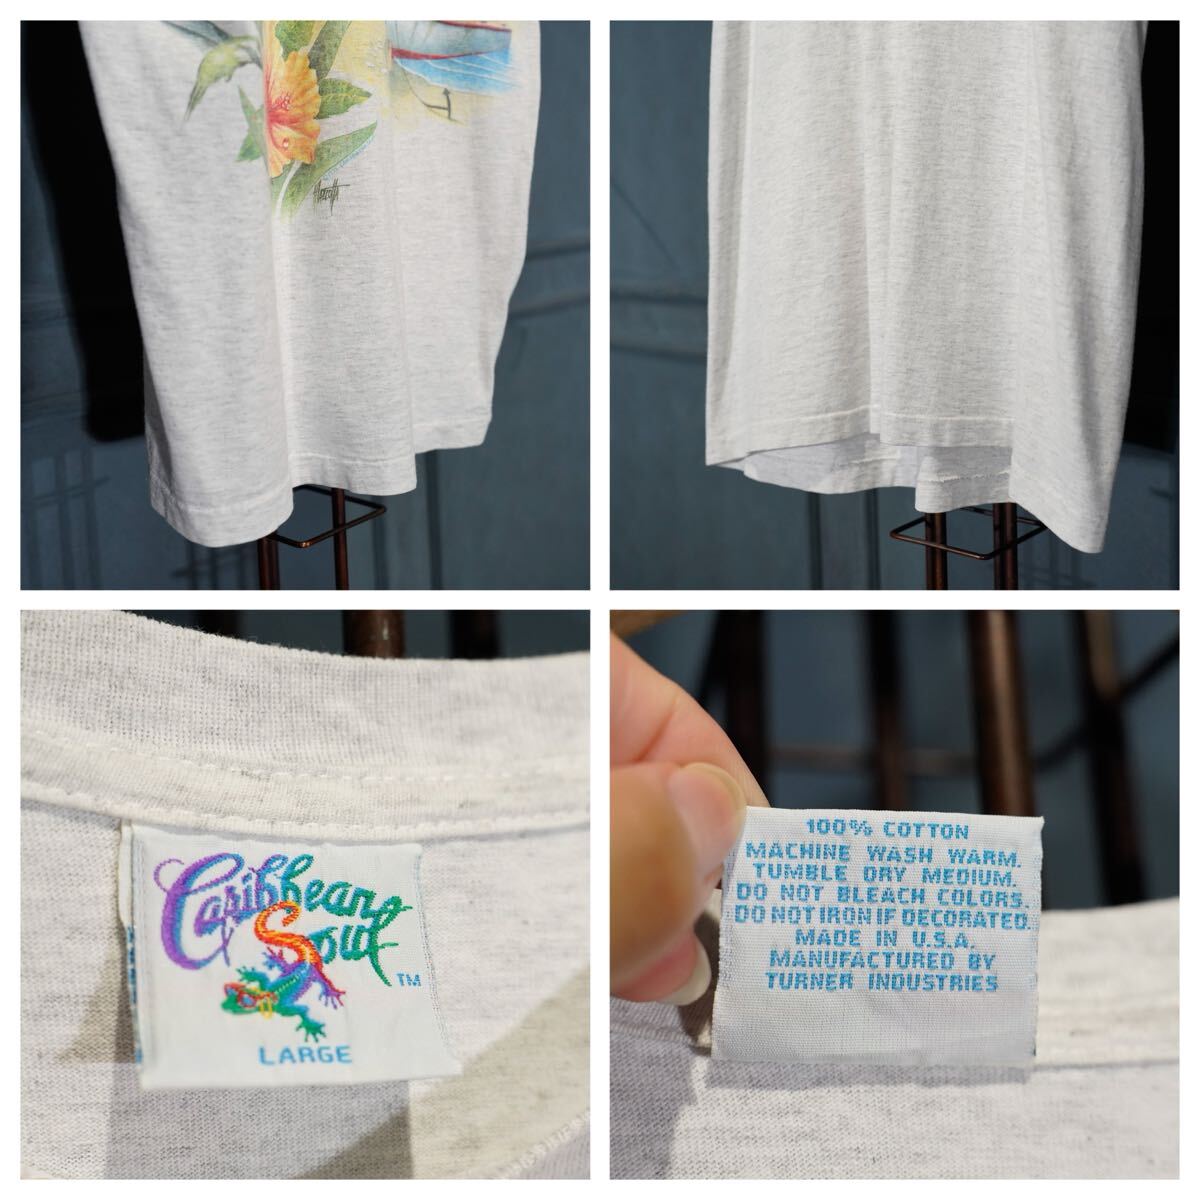 Caribbean
Soul
TM
LARGE
100% COTTON
MACHINE WASH WARM.
TUMBLE DRY MEDIUM.
DO NOT BLEACH COLORS.
DO NOT IRON IF DECORATED.
MADE IN U.S.A.
MANUFACTURED BY
TURNER INDUSTRIES